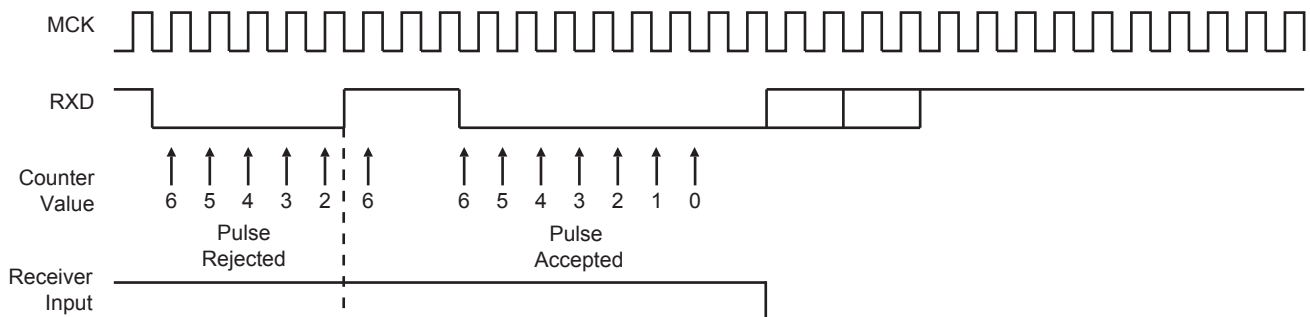 MCK
RXD
Counter
Value
6 5 4 3 2 6 6 5 4 3 2 1 0
Pulse
Rejected
Pulse
Accepted
Receiver
Input